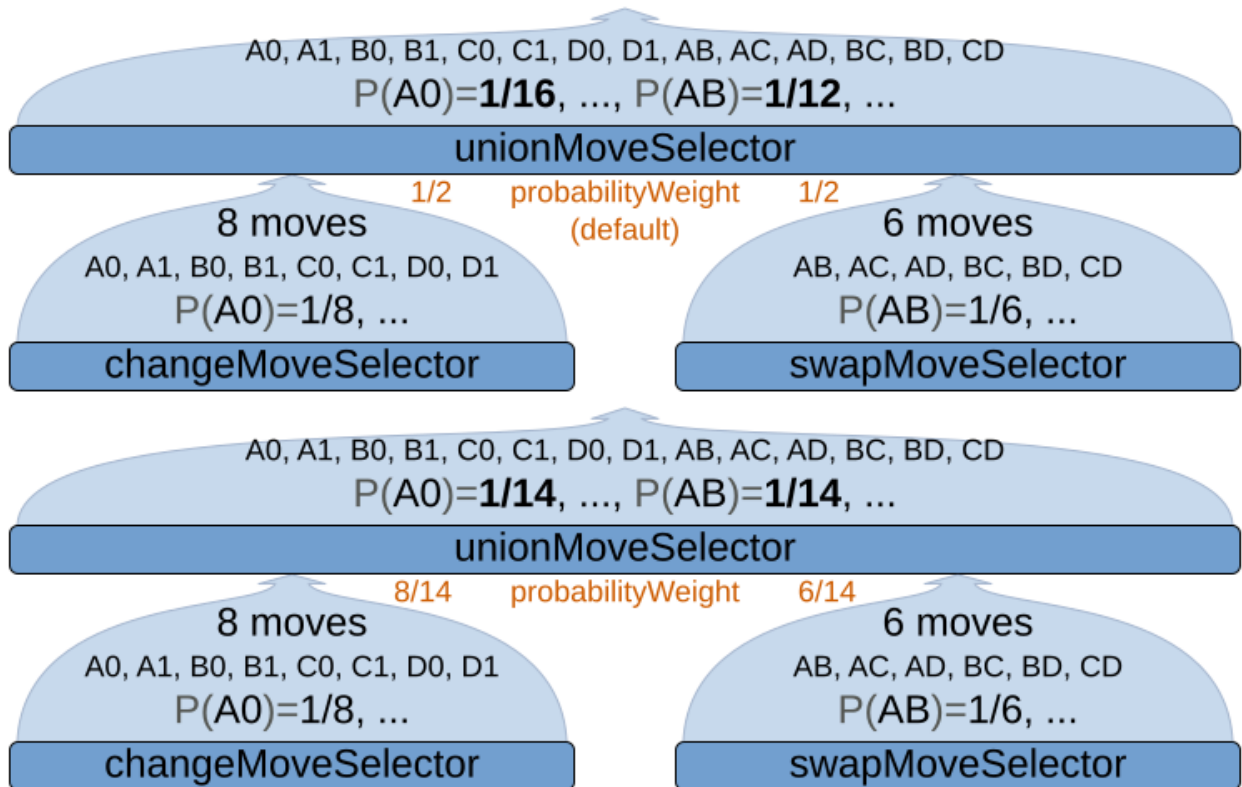 A0, A1, B0, B1, C0, C1, D0, D1, AB, AC, AD, BC, BD, CD
P(A0)=1/16, ..., P(AB)=1/12, ...
unionMoveSelector
1/2 probabilityWeight 1/2
(default)
8 moves
A0, A1, B0, B1, C0, C1, D0, D1
P(A0)=1/8, ...
changeMoveSelector
6 moves
AB, AC, AD, BC, BD, CD
P(AB)=1/6, ...
swapMoveSelector
A0, A1, B0, B1, C0, C1, D0, D1, AB, AC, AD, BC, BD, CD
P(A0)=1/14, ..., P(AB)=1/14, ...
unionMoveSelector
8/14 probabilityWeight 6/14
8 moves
A0, A1, B0, B1, C0, C1, D0, D1
P(A0)=1/8, ...
changeMoveSelector
6 moves
AB, AC, AD, BC, BD, CD
P(AB)=1/6, ...
swapMoveSelector